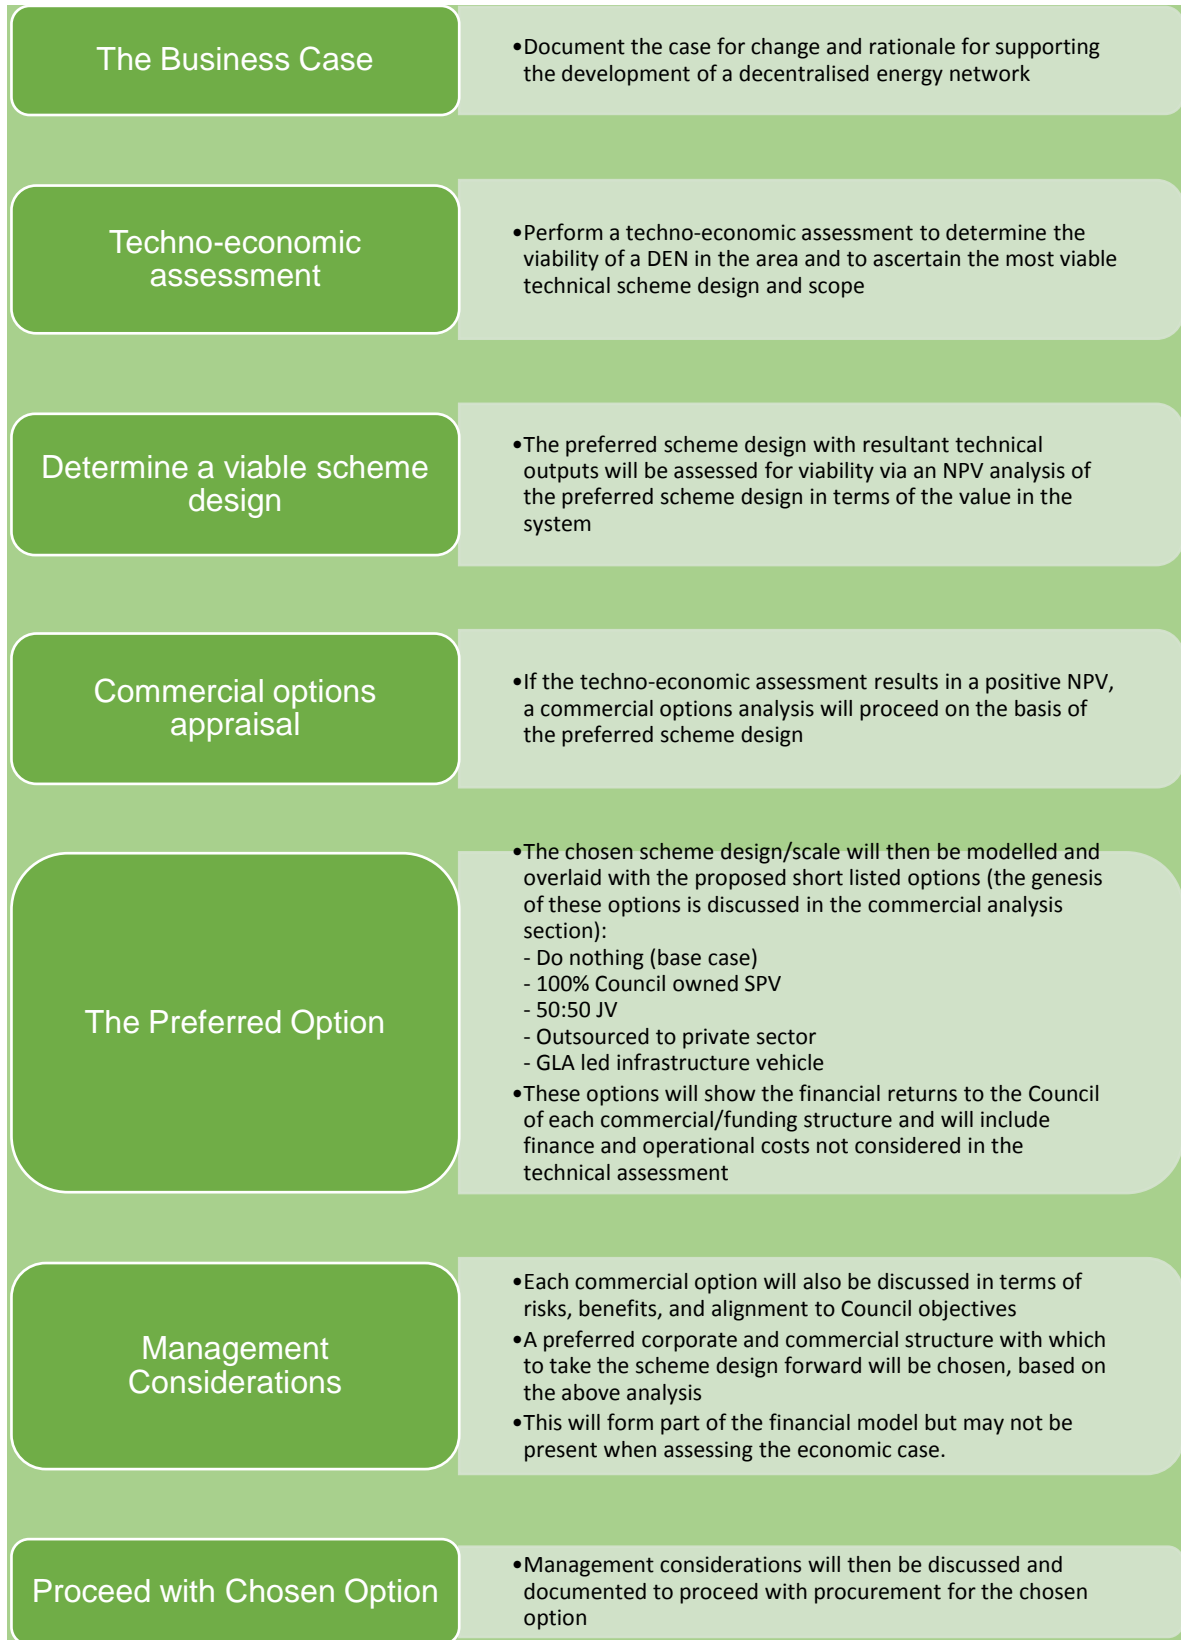 The Business Case
•Document the case for change and rationale for supporting
the development of a decentralised energy network
Techno-economic
assessment
•Perform a techno-economic assessment to determine the
viability of a DEN in the area and to ascertain the most viable
technical scheme design and scope
Determine a viable scheme
design
•The preferred scheme design with resultant technical
outputs will be assessed for viability via an NPV analysis of
the preferred scheme design in terms of the value in the
system
Commercial options
appraisal
•If the techno-economic assessment results in a positive NPV,
a commercial options analysis will proceed on the basis of
the preferred scheme design
The Preferred Option
•The chosen scheme design/scale will then be modelled and
overlaid with the proposed short listed options (the genesis
of these options is discussed in the commercial analysis
section):
- Do nothing (base case)
- 100% Council owned SPV
- 50:50 JV
- Outsourced to private sector
- GLA led infrastructure vehicle
•These options will show the financial returns to the Council
of each commercial/funding structure and will include
finance and operational costs not considered in the
technical assessment
Management
Considerations
•Each commercial option will also be discussed in terms of
risks, benefits, and alignment to Council objectives
•A preferred corporate and commercial structure with which
to take the scheme design forward will be chosen, based on
the above analysis
•This will form part of the financial model but may not be
present when assessing the economic case.
Proceed with Chosen Option
•Management considerations will then be discussed and
documented to proceed with procurement for the chosen
option